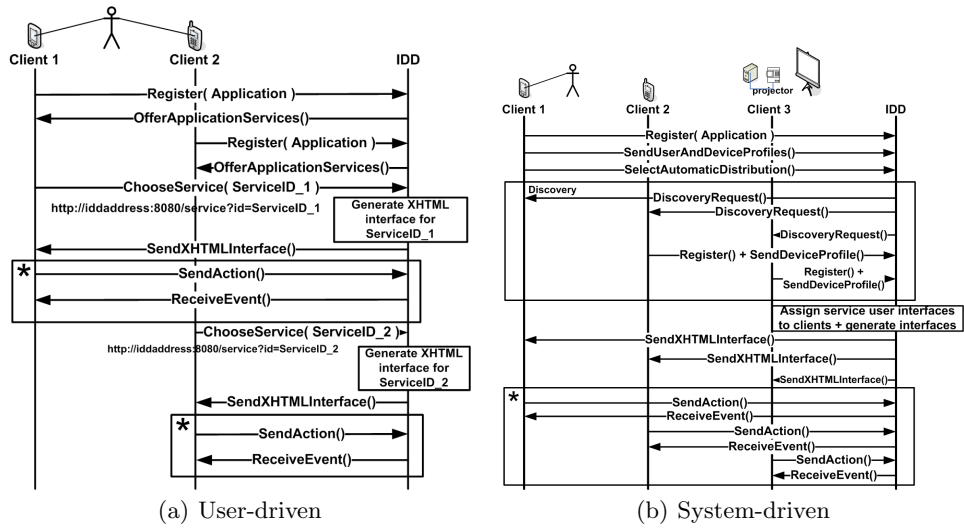 Client 1
Client 2
IDD
Register( Application )
OfferApplicationServices()
Register( Application )
OfferApplicationServices()
ChooseService( ServiceID_1 )
http://iddaddress:8080/service?id=ServiceID_1
Generate XHTML
interface for
ServiceID_1
SendXHTMLInterface()
*
SendAction()
ReceiveEvent()
ChooseService( ServiceID_2 )
http://iddaddress:8080/service?id=ServiceID_2
Generate XHTML
interface for
ServiceID_2
SendXHTMLInterface()
*
SendAction()
ReceiveEvent()
(a) User-driven
projector
Client 1
Client 2
Client 3
IDD
Register( Application )
SendUserAndDeviceProfiles()
SelectAutomaticDistribution()
Discovery
DiscoveryRequest()
DiscoveryRequest()
DiscoveryRequest()
Register() + SendDeviceProfile()
Register() +
SendDeviceProfile()
Assign service user interfaces
to clients + generate interfaces
SendXHTMLInterface()
SendXHTMLInterface()
SendXHTMLInterface()
*
SendAction()
ReceiveEvent()
SendAction()
ReceiveEvent()
SendAction()
ReceiveEvent()
(b) System-driven